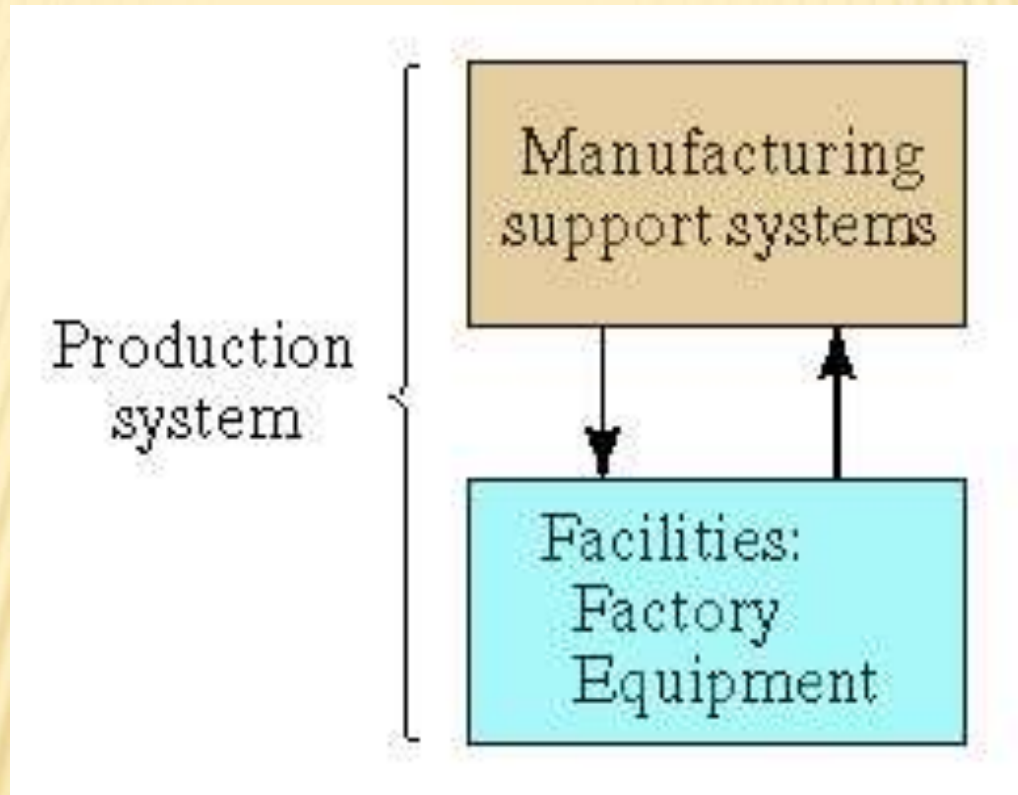 Production
system
Manufacturing
support systems
Facilities:
Factory
Equipment